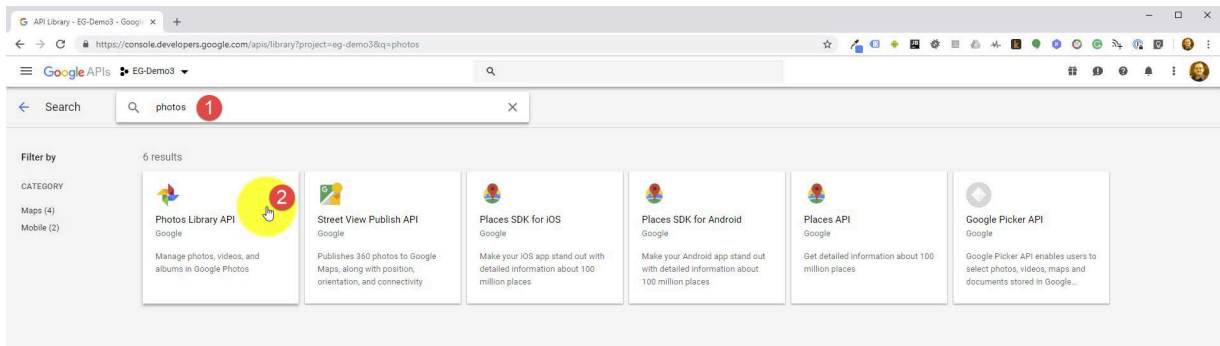 API Library - EG-Demo3 - Googl
https://console.developers.google.com/apis/library?project=eg-demo3&q=photos
Google APIs EG-Demo3
Search photos 1
Filter by
6 results
CATEGORY
Maps (4)
Mobile (2)
2
Photos Library API
Google
Manage photos, videos, and
albums in Google Photos
Street View Publish API
Google
Publishes 360 photos to Google
Maps, along with position,
orientation, and connectivity
Places SDK for iOS
Google
Make your iOS app stand out with
detailed information about 100
million places
Places SDK for Android
Google
Make your Android app stand out
with detailed information about
100 million places
Places API
Google
Get detailed information about 100
million places
Google Picker API
Google
Google Picker API enables users to
select photos, videos, maps and
documents stored in Google...